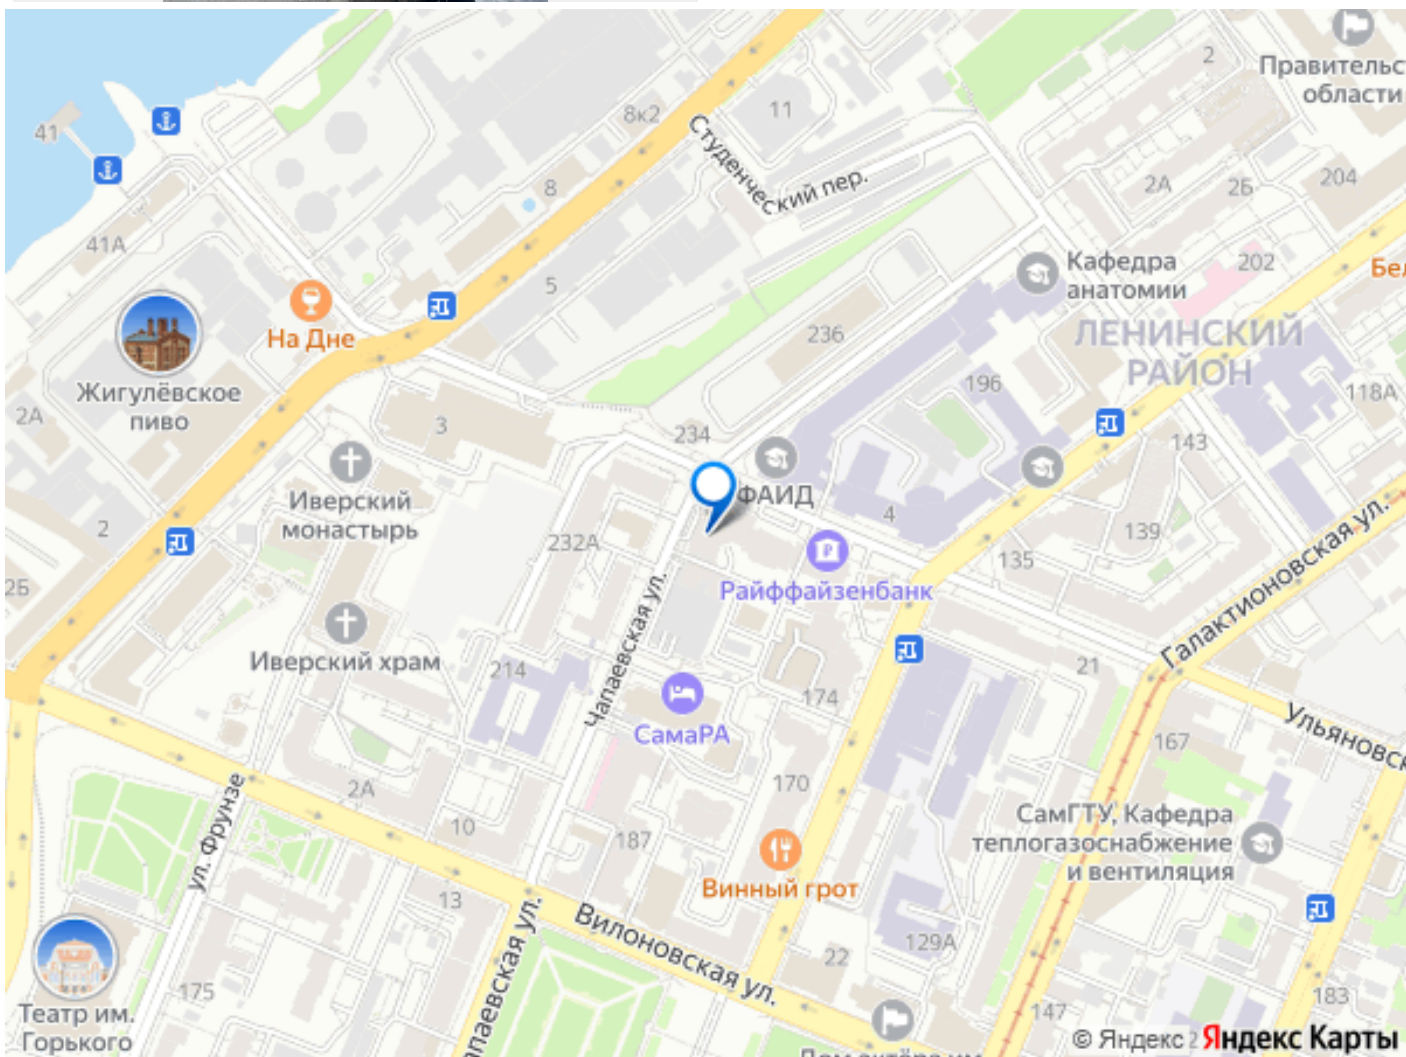 Правительс
области
2
11
8к2
41
Студенческий пер.
8
2А
2Б
204
41А
Кафедра
анатомии
202
Бел
5
На Дне
236
ЛЕНИНСКИЙ
РАЙОН
Жигулёвское
пиво
2А
196
118А
3
234
143
Иверский
монастырь
ФАИД
2
232А
4
139
135
Галактионовская ул.
2Б
Райффайзенбанк
Чапаевская ул.
Иверский храм
214
21
174
СамаРА
Ульяновск
167
170
2А
ул. Фрунзе
10
187
СамГТУ, Кафедра
теплогазоснабжение
и вентиляция
Винный грот
13
Вилоновская ул.
129А
22
175
апаевская ул.
183
147
Театр им.
Горького
© Яндекс
2
Яндекс Карты